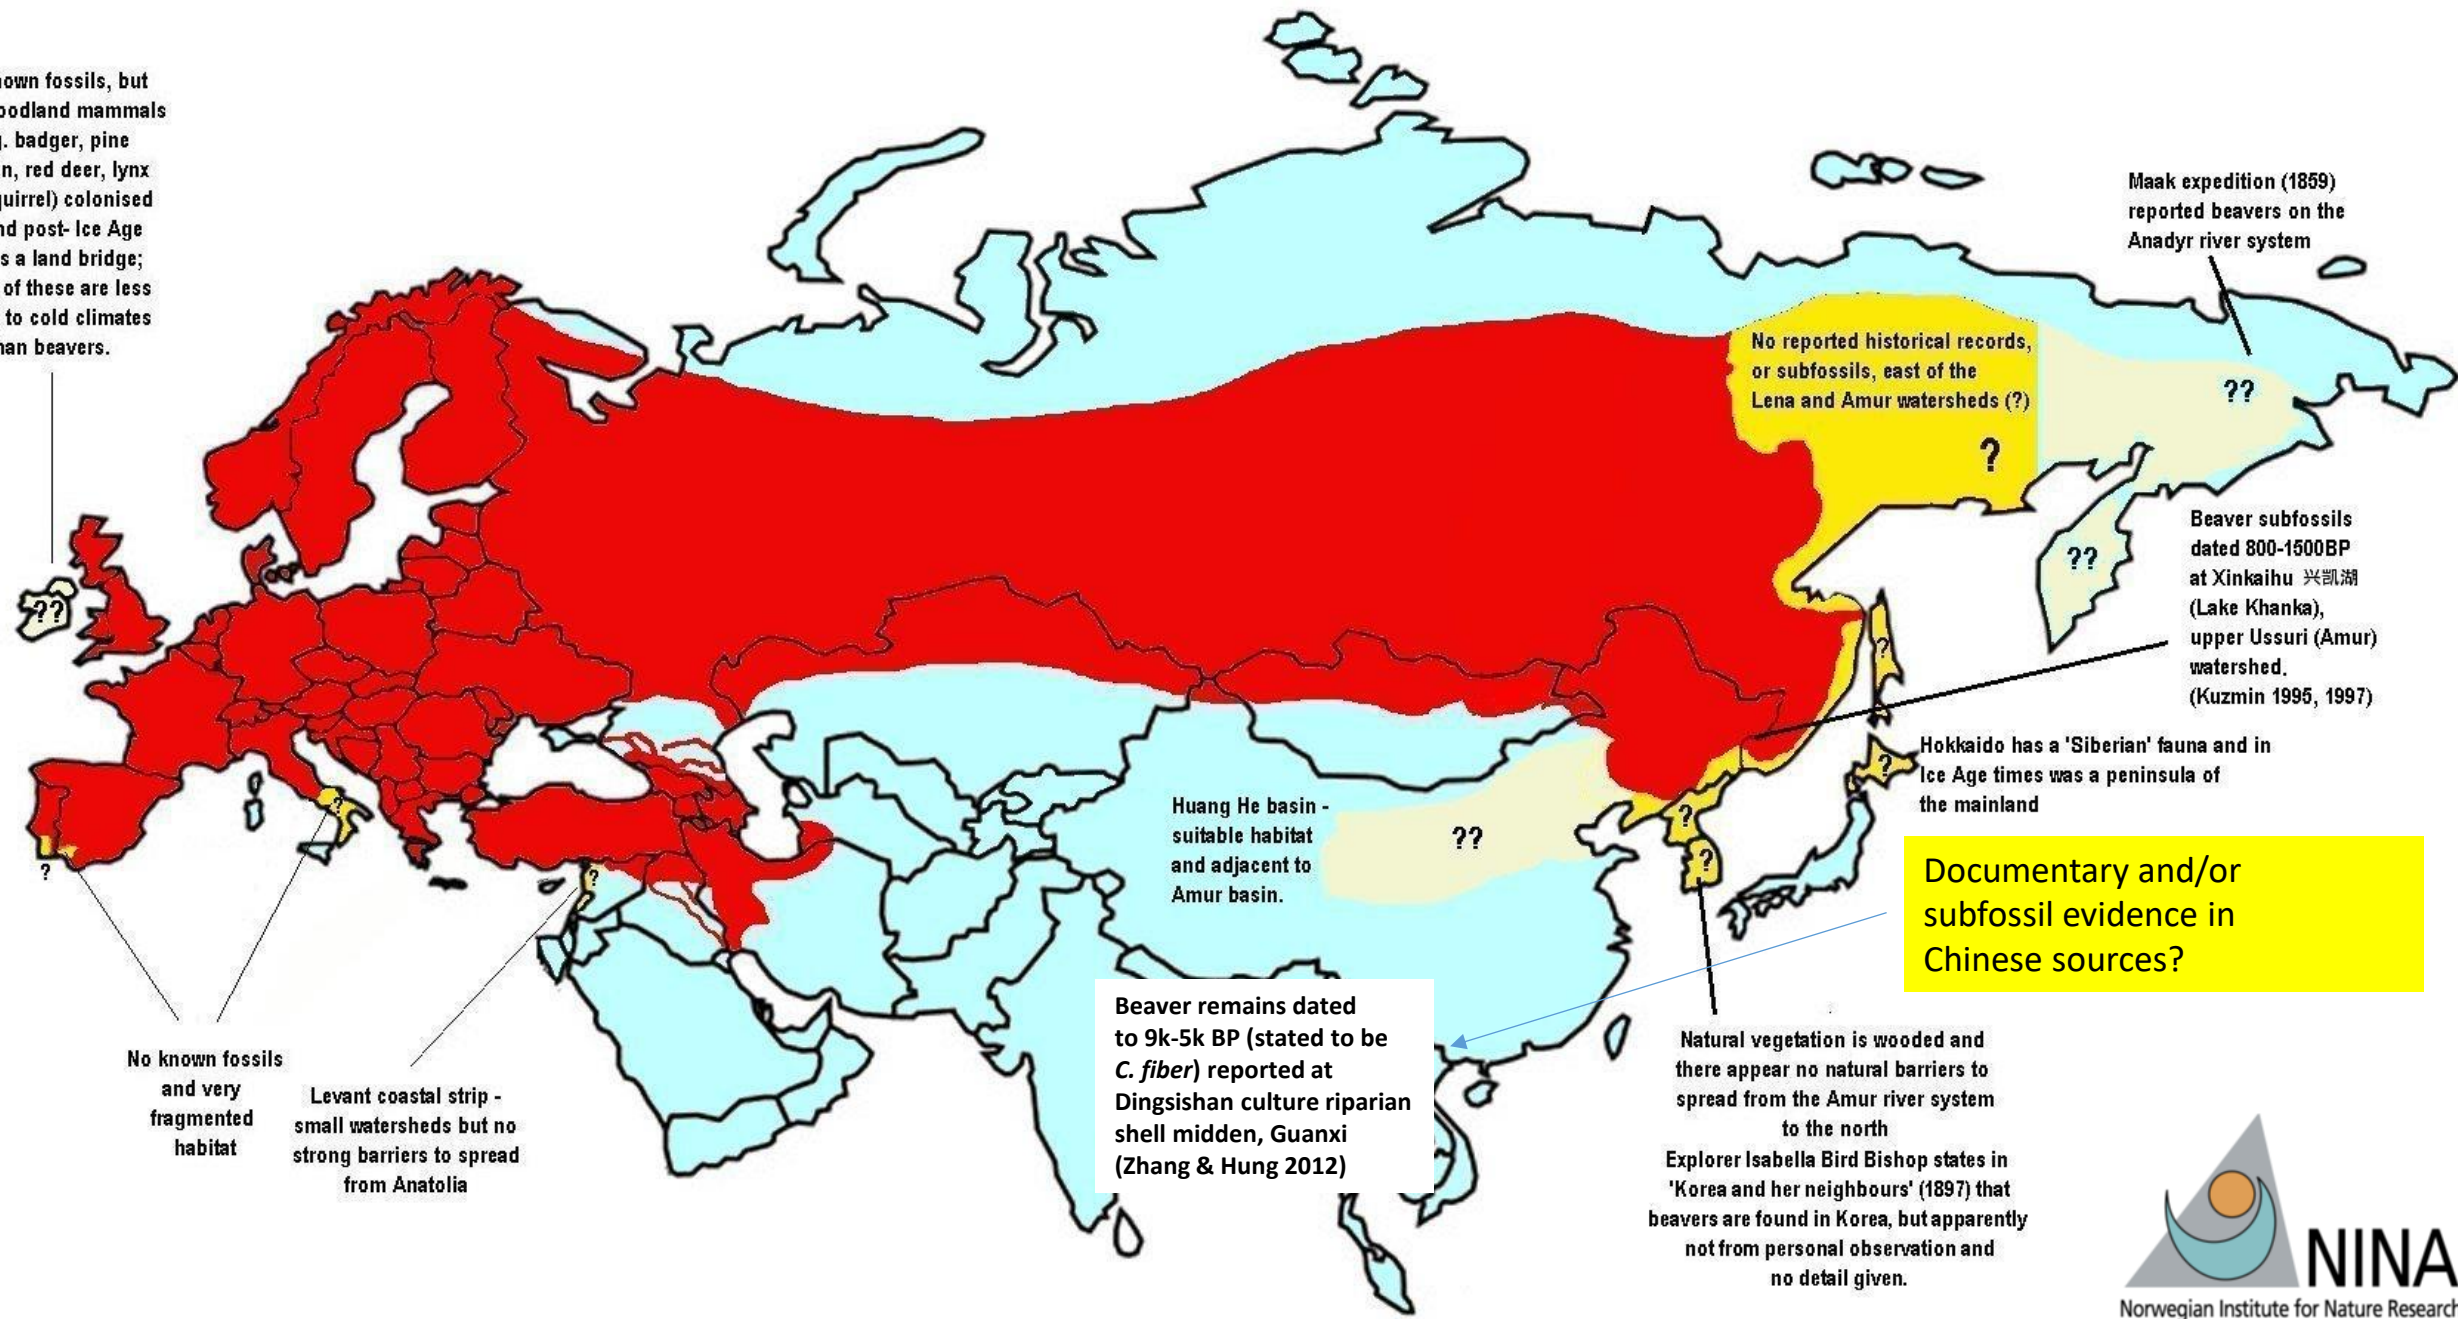 own fossils, but
oodland mammals
. badger, pine
n, red deer, lynx
uirrel) colonised
nd post- Ice Age
s a land bridge;
of these are less
to cold climates
han beavers.
??
Maak expedition (1859)
reported beavers on the
Anadyr river system
No reported historical records,
or subfossils, east of the
Lena and Amur watersheds (?)
?
??
??
Beaver subfossils
dated 800-1500BP
at Xinkaihu 兴凯湖
(Lake Khanka),
upper Ussuri (Amur)
watershed.
(Kuzmin 1995, 1997)
?
Hokkaido has a 'Siberian' fauna and in
Ice Age times was a peninsula of
the mainland
?
Huang He basin -
suitable habitat
and adjacent to
Amur basin.
??
?
?
?
?
?
Documentary and/or
subfossil evidence in
Chinese sources?
Beaver remains dated
to 9k-5k BP (stated to be
C. fiber) reported at
Dingsishan culture riparian
shell midden, Guanxi
(Zhang & Hung 2012)
No known fossils
and very
fragmented
habitat
Levant coastal strip -
small watersheds but no
strong barriers to spread
from Anatolia
Natural vegetation is wooded and
there appear no natural barriers to
spread from the Amur river system
to the north
Explorer Isabella Bird Bishop states in
'Korea and her neighbours' (1897) that
beavers are found in Korea, but apparently
not from personal observation and
no detail given.
NINA
Norwegian Institute for Nature Research